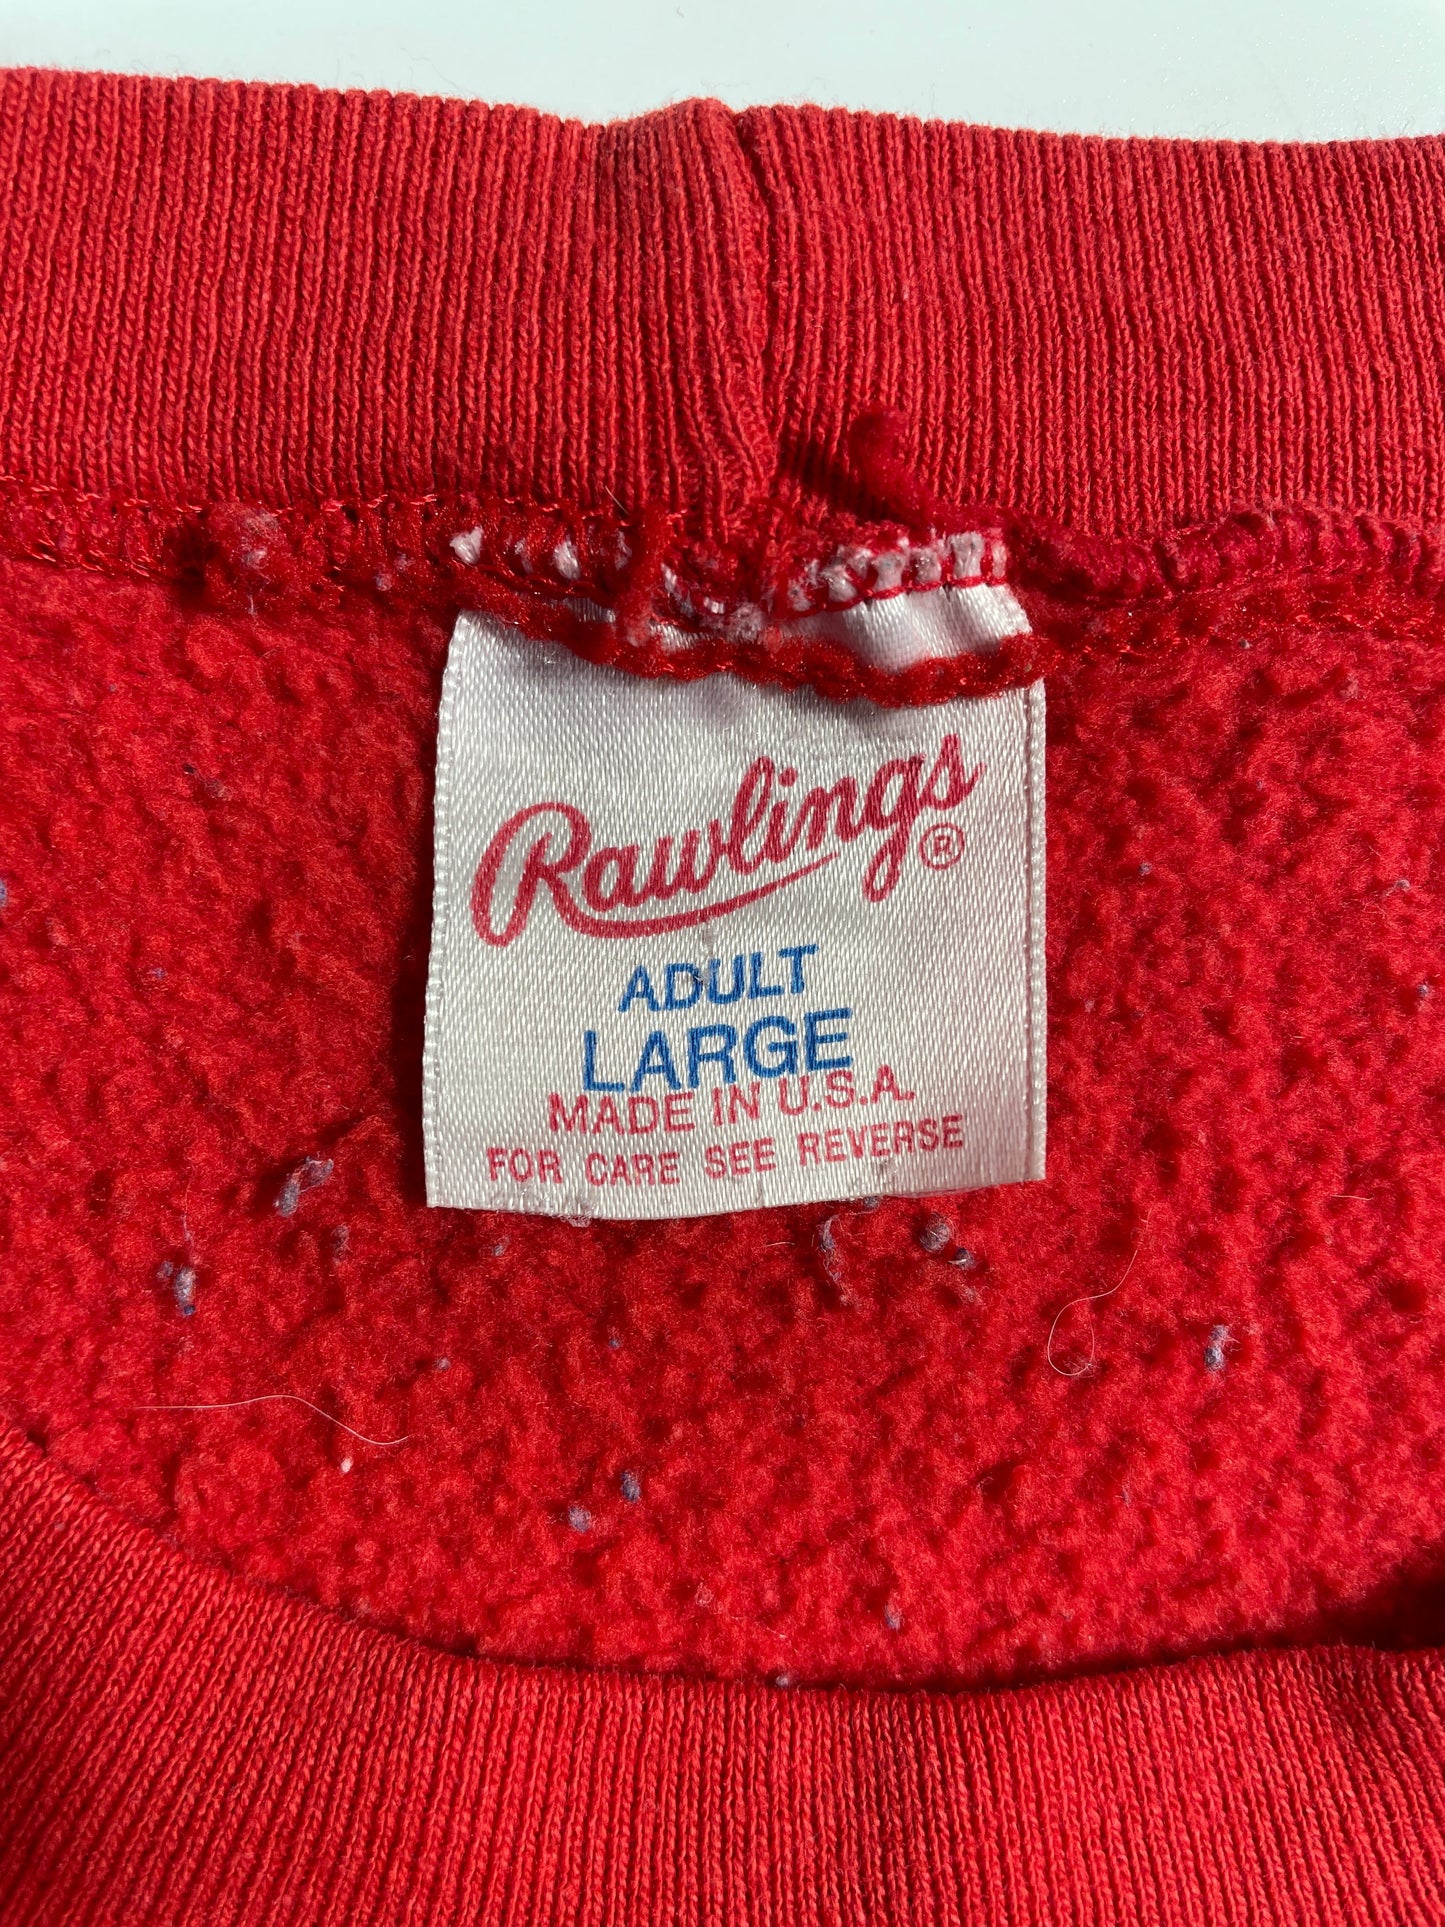 Rawlings®
ADULT
LARGE
MADE IN U.S.A.
FOR CARE SEE REVERSE